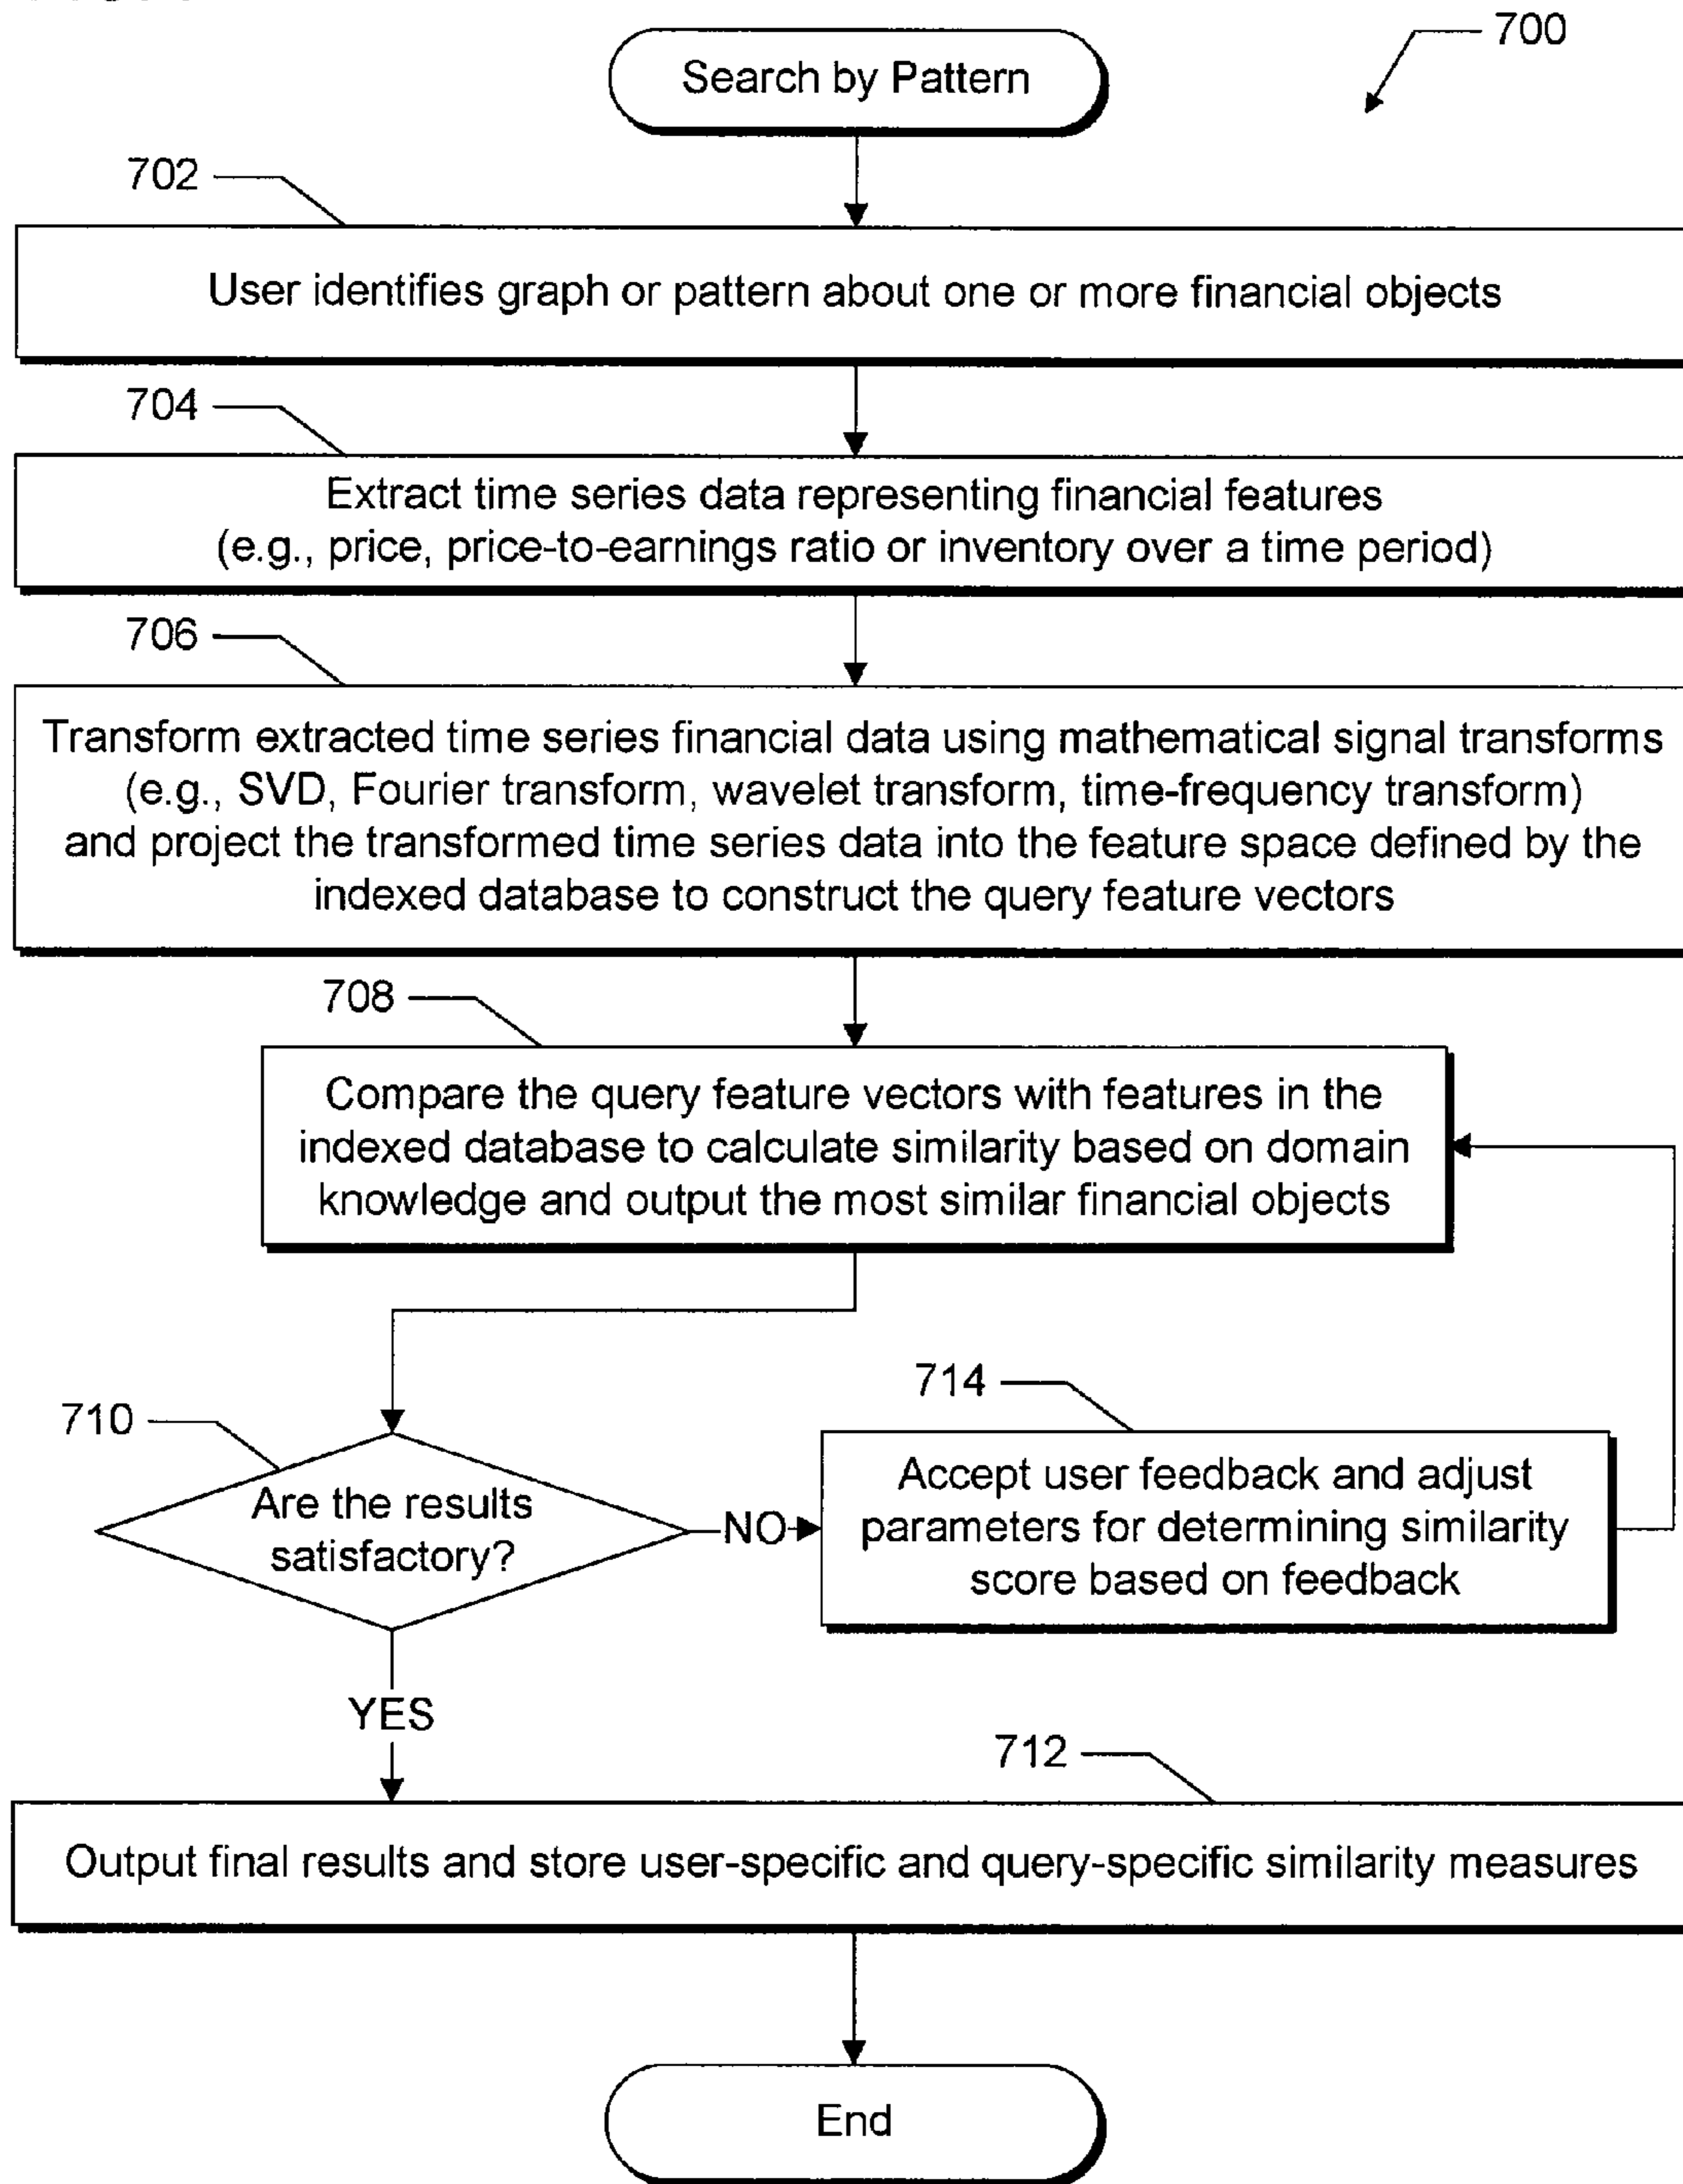 700
Search by Pattern
702
User identifies graph or pattern about one or more financial objects
704
Extract time series data representing financial features
(e.g., price, price-to-earnings ratio or inventory over a time period)
706
Transform extracted time series financial data using mathematical signal transforms
(e.g., SVD, Fourier transform, wavelet transform, time-frequency transform)
and project the transformed time series data into the feature space defined by the
indexed database to construct the query feature vectors
708
Compare the query feature vectors with features in the
indexed database to calculate similarity based on domain
knowledge and output the most similar financial objects
710
Are the results
satisfactory?
NO
714
Accept user feedback and adjust
parameters for determining similarity
score based on feedback
YES
712
Output final results and store user-specific and query-specific similarity measures
End